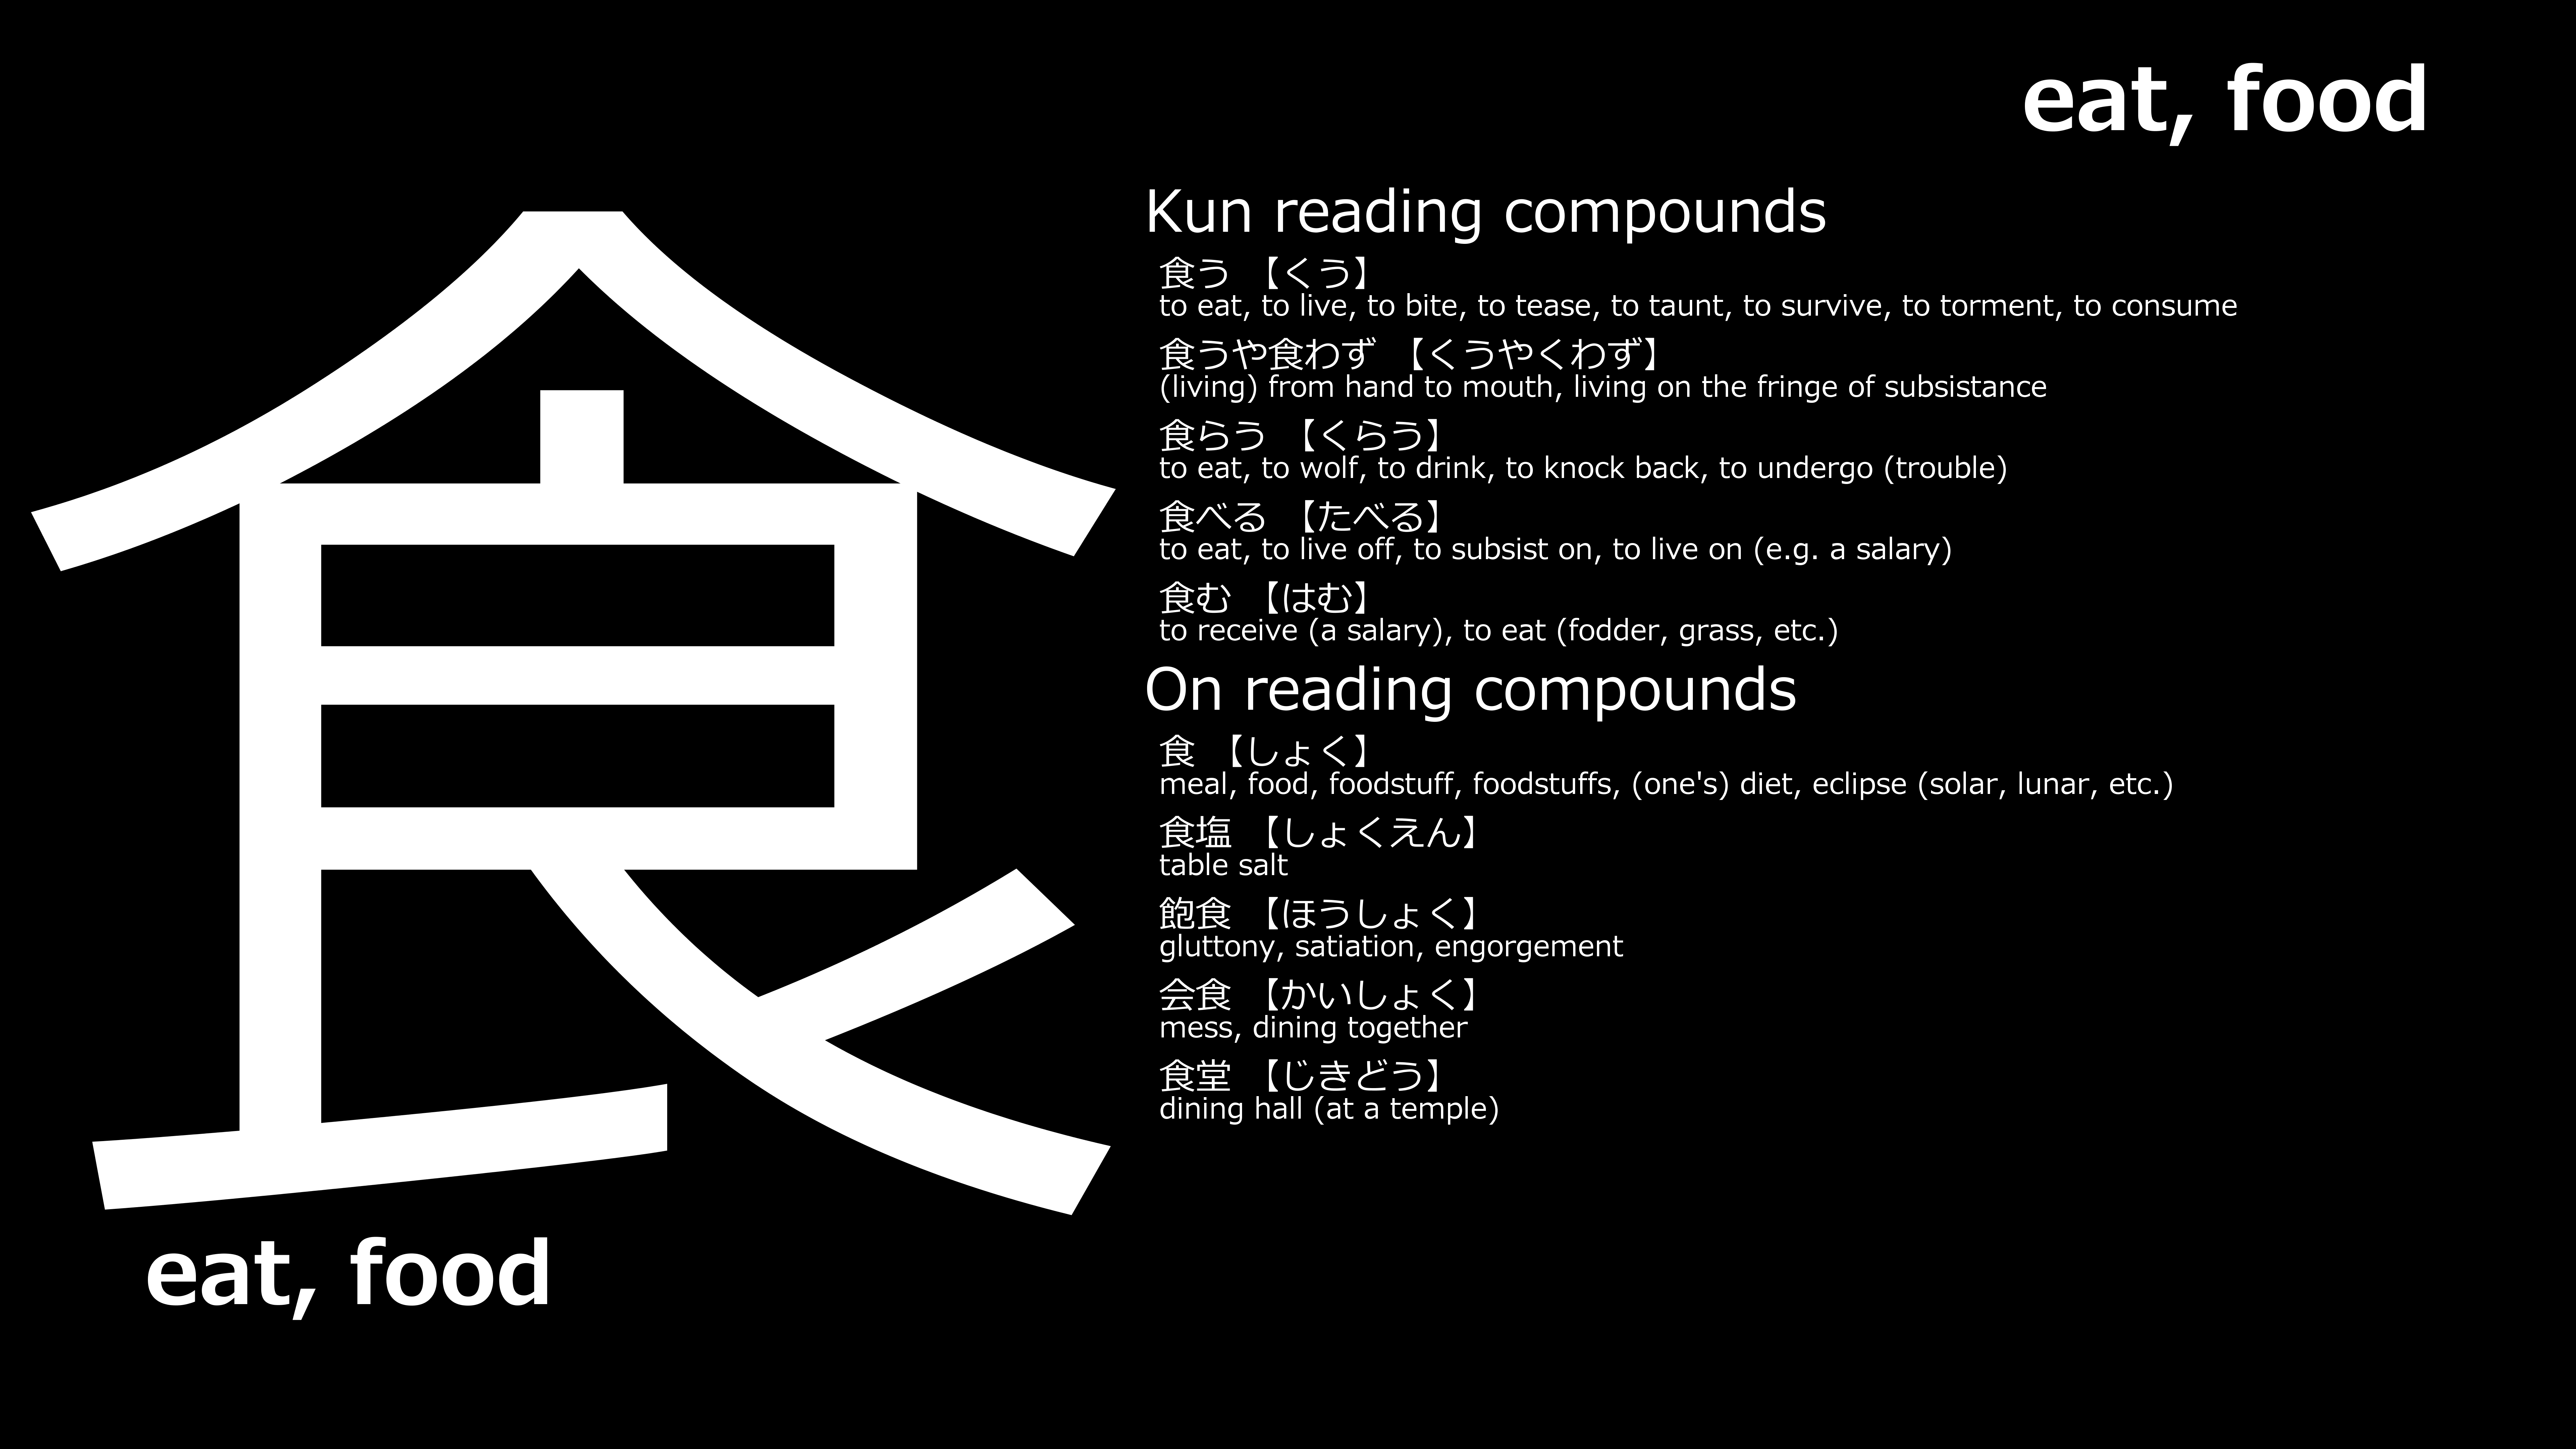 eat, food
食
eat, food
Kun reading compounds
食う 【くう】
to eat, to live, to bite, to tease, to taunt, to survive, to torment, to consume
食うや食わず 【くうやくわず】
(living) from hand to mouth, living on the fringe of subsistance
食らう 【くらう】
to eat, to wolf, to drink, to knock back, to undergo (trouble)
食べる 【たべる】
to eat, to live off, to subsist on, to live on (e.g. a salary)
食む 【はむ】
to receive (a salary), to eat (fodder, grass, etc.)
On reading compounds
食 【しょく】
meal, food, foodstuff, foodstuffs, (one's) diet, eclipse (solar, lunar, etc.)
食塩 【しょくえん】
table salt
飽食 【ほうしょく】
gluttony, satiation, engorgement
会食 【かいしょく】
mess, dining together
食堂 【じきどう】
dining hall (at a temple)